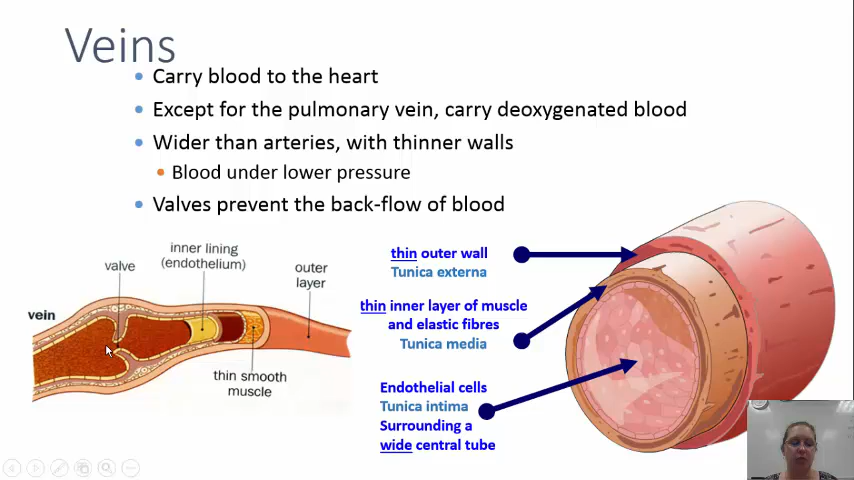 Veins
Carry blood to the heart
Except for the pulmonary vein, carry deoxygenated blood
Wider than arteries, with thinner walls
Blood under lower pressure
Valves prevent the back-flow of blood
inner lining
(endothelium)
valve
outer
layer
vein
thin smooth
muscle
thin outer wall
Tunica externa
thin inner layer of muscle
and elastic fibres
Tunica media
Endothelial cells
Tunica intima
Surrounding a
wide central tube